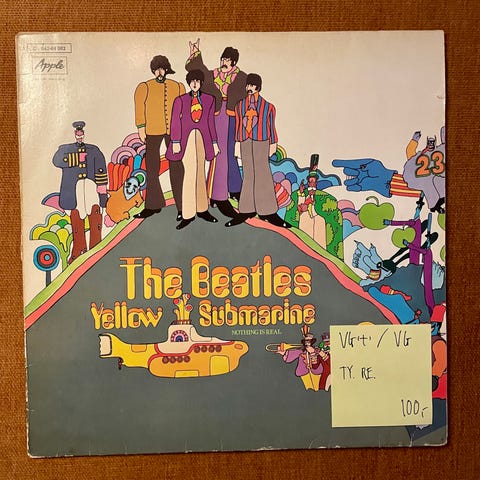 Apple
23
The Beatles
Yellow Submarine
NOTHING IS REAL
VG(+) / VG
TY. RE.
100,-